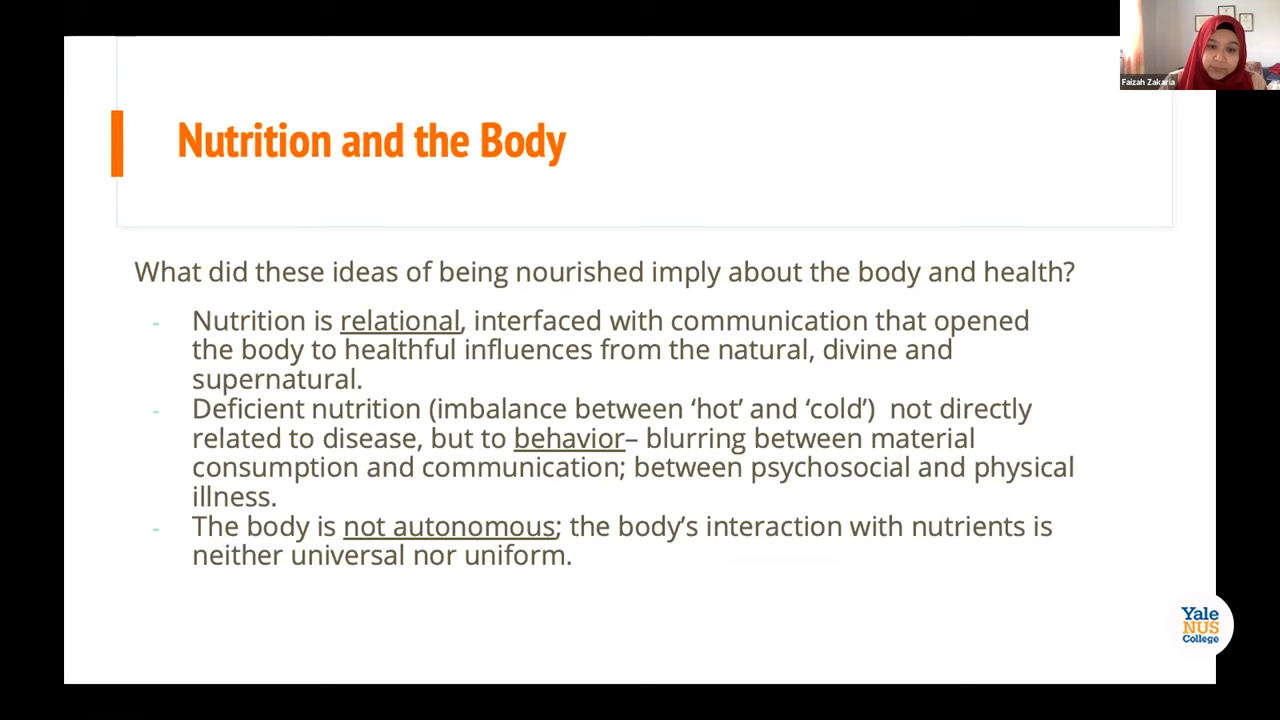 Faizah Zakaria
Nutrition and the Body
What did these ideas of being nourished imply about the body and health?
- Nutrition is relational, interfaced with communication that opened
the body to healthful influences from the natural, divine and
supernatural.
- Deficient nutrition (imbalance between ‘hot’ and ‘cold’)  not directly
related to disease, but to behavior– blurring between material
consumption and communication; between psychosocial and physical
illness.
- The body is not autonomous; the body’s interaction with nutrients is
neither universal nor uniform.
Yale
NUS
College